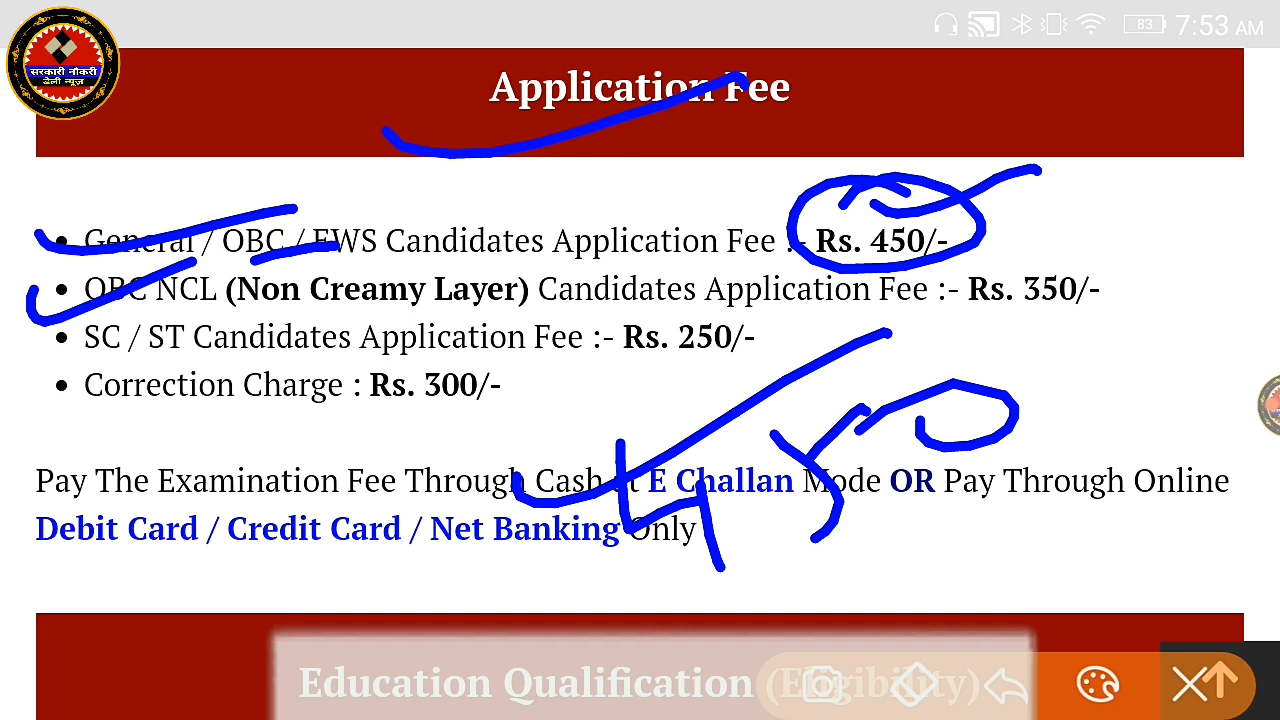 83 7:53 AM
सरकारी नौकरी
डेली न्यूज़
Application Fee
• General / OBC / EWS Candidates Application Fee :- Rs. 450/-
• OBC NCL (Non Creamy Layer) Candidates Application Fee :- Rs. 350/-
• SC / ST Candidates Application Fee :- Rs. 250/-
• Correction Charge : Rs. 300/-
450
Pay The Examination Fee Through Cash at E Challan Mode OR Pay Through Online
Debit Card / Credit Card / Net Banking Only
Education Qualification (Eligibility)